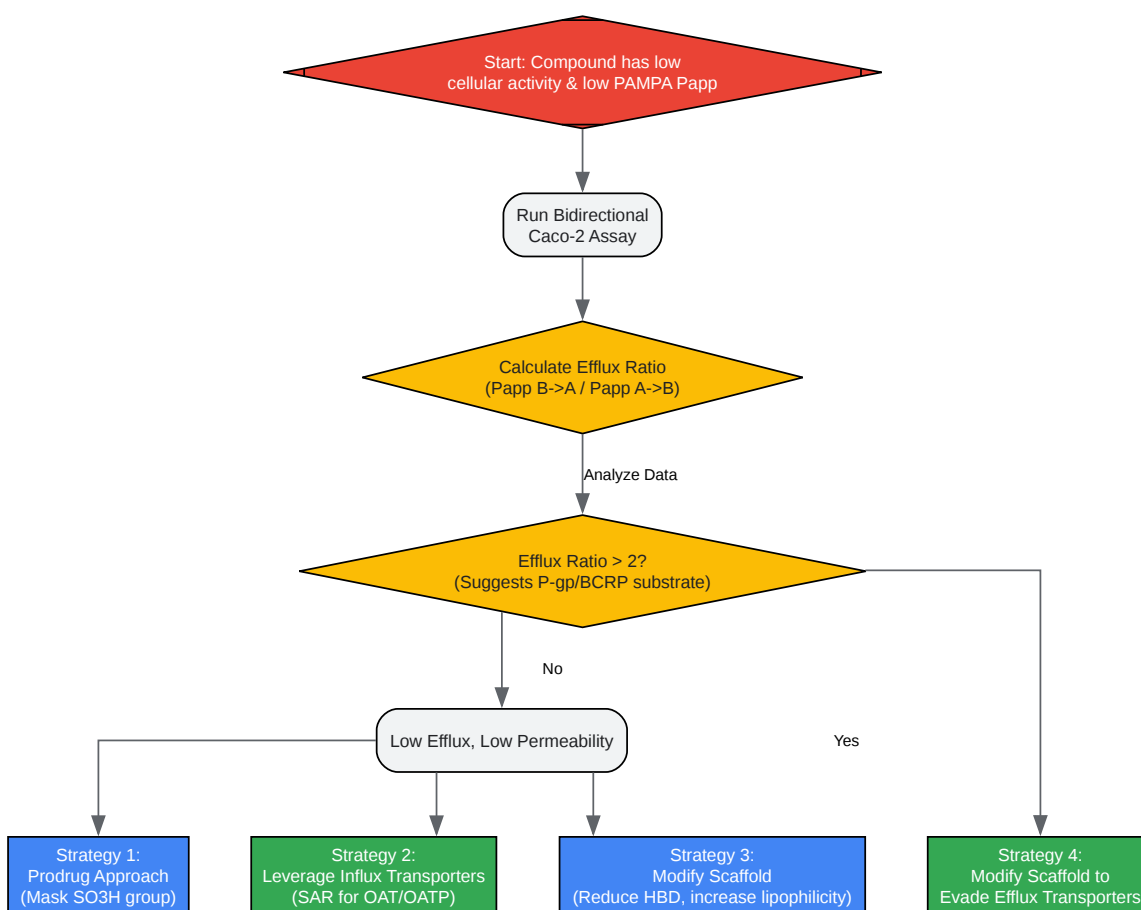 Start: Compound has low
cellular activity & low PAMPA Papp
Run Bidirectional
Caco-2 Assay
Calculate Efflux Ratio
(Papp B->A / Papp A->B)
Analyze Data
Efflux Ratio > 2?
(Suggests P-gp/BCRP substrate)
No
Low Efflux, Low Permeability
Yes
Strategy 1:
Prodrug Approach
(Mask SO3H group)
Strategy 2:
Leverage Influx Transporters
(SAR for OAT/OATP)
Strategy 3:
Modify Scaffold
(Reduce HBD, increase lipophilicity)
Strategy 4:
Modify Scaffold to
Evade Efflux Transporters